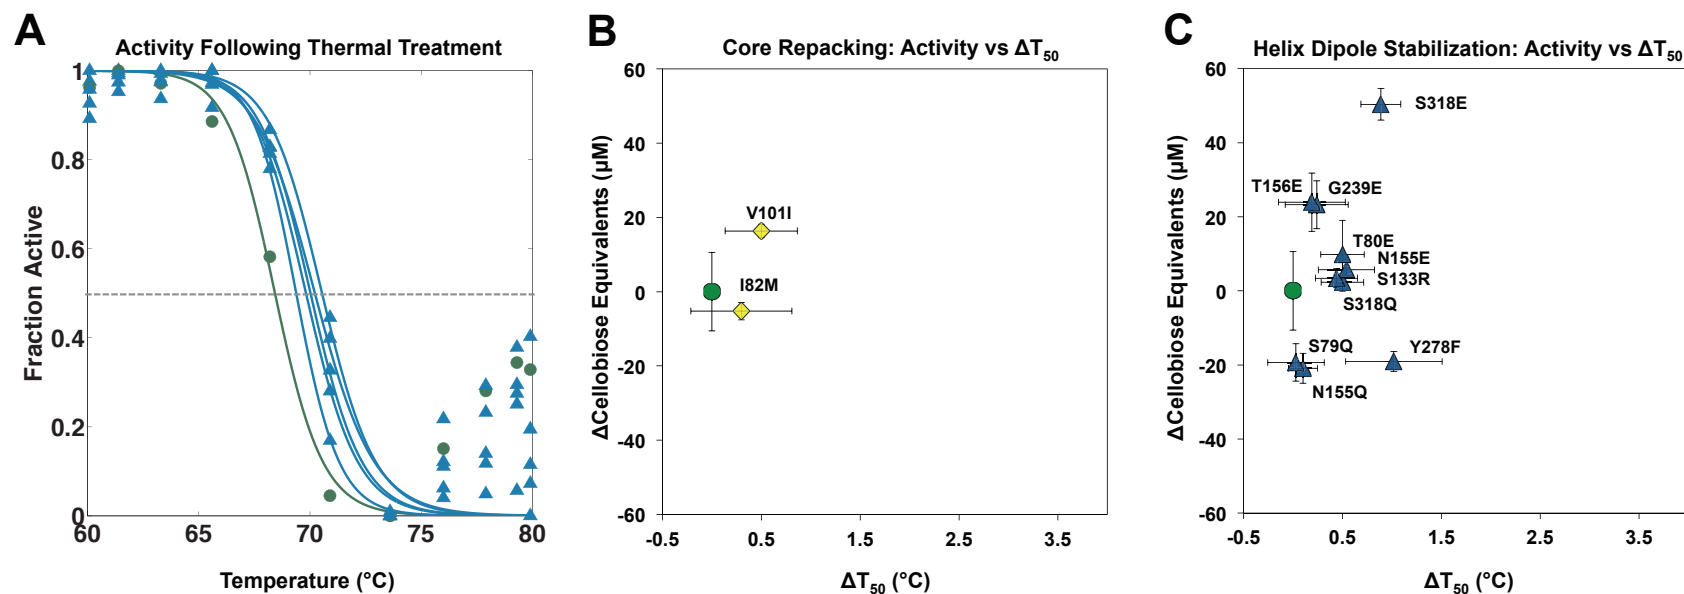 A
Activity Following Thermal Treatment
Fraction Active
1
0.8
0.6
0.4
0.2
0
60
65
70
75
80
Temperature (°C)
B
Core Repacking: Activity vs ΔT50
ΔCellobiose Equivalents (µM)
60
40
20
0
-20
-40
-60
V101I
I82M
-0.5
0.5
1.5
2.5
3.5
ΔT50 (°C)
C
Helix Dipole Stabilization: Activity vs ΔT50
ΔCellobiose Equivalents (µM)
60
40
20
0
-20
-40
-60
S318E
T156E
G239E
T80E
N155E
S133R
S318Q
S79Q
Y278F
N155Q
-0.5
0.5
1.5
2.5
3.5
ΔT50 (°C)